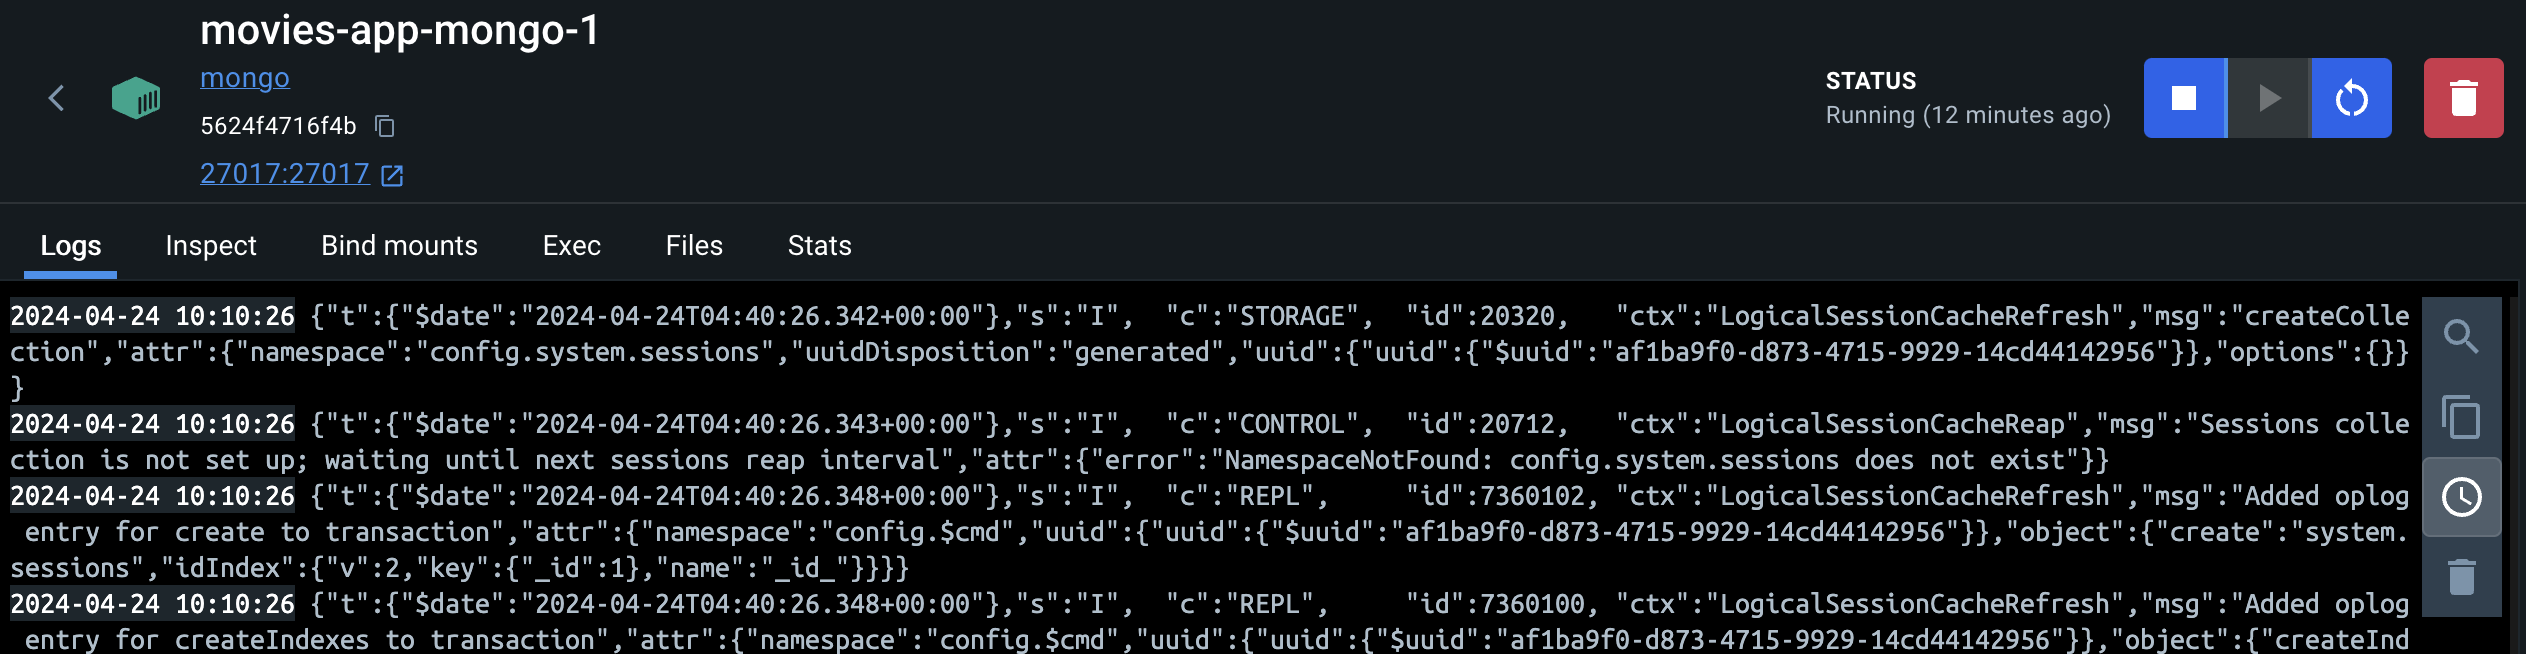 movies-app-mongo-1
mongo
5624f4716f4b
27017:27017
STATUS
Running (12 minutes ago)
Logs Inspect Bind mounts Exec Files Stats
2024-04-24 10:10:26 {"t":{"$date":"2024-04-24T04:40:26.342+00:00"},"s":"I",  "c":"STORAGE",  "id":20320,   "ctx":"LogicalSessionCacheRefresh","msg":"createColle
ction","attr":{"namespace":"config.system.sessions","uuidDisposition":"generated","uuid":{"uuid":{"$uuid":"af1ba9f0-d873-4715-9929-14cd44142956"}},"options":{}}
}
2024-04-24 10:10:26 {"t":{"$date":"2024-04-24T04:40:26.343+00:00"},"s":"I",  "c":"CONTROL",  "id":20712,   "ctx":"LogicalSessionCacheReap","msg":"Sessions colle
ction is not set up; waiting until next sessions reap interval","attr":{"error":"NamespaceNotFound: config.system.sessions does not exist"}}
2024-04-24 10:10:26 {"t":{"$date":"2024-04-24T04:40:26.348+00:00"},"s":"I",  "c":"REPL",     "id":7360102, "ctx":"LogicalSessionCacheRefresh","msg":"Added oplog
 entry for create to transaction","attr":{"namespace":"config.$cmd","uuid":{"uuid":{"$uuid":"af1ba9f0-d873-4715-9929-14cd44142956"}},"object":{"create":"system.
sessions","idIndex":{"v":2,"key":{"_id":1},"name":"_id_"}}}}
2024-04-24 10:10:26 {"t":{"$date":"2024-04-24T04:40:26.348+00:00"},"s":"I",  "c":"REPL",     "id":7360100, "ctx":"LogicalSessionCacheRefresh","msg":"Added oplog
 entry for createIndexes to transaction","attr":{"namespace":"config.$cmd","uuid":{"uuid":{"$uuid":"af1ba9f0-d873-4715-9929-14cd44142956"}},"object":{"createInd